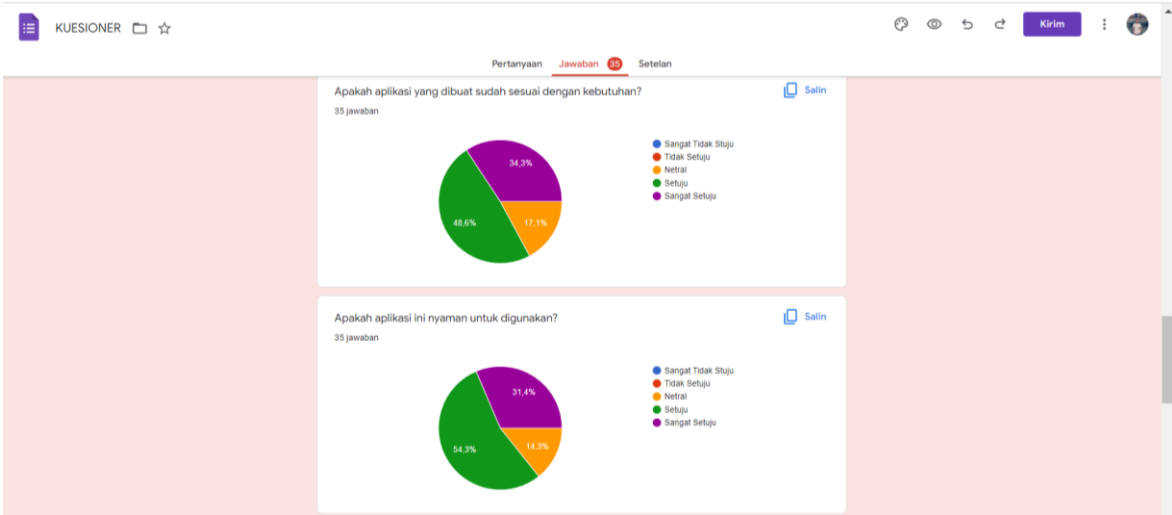 KUESIONER
Kirim
Pertanyaan Jawaban 35 Setelan
Apakah aplikasi yang dibuat sudah sesuai dengan kebutuhan?
Salin
35 jawaban
34,3%
48,6%
17,1%
Sangat Tidak Stuju
Tidak Setuju
Netral
Setuju
Sangat Setuju
Apakah aplikasi ini nyaman untuk digunakan?
Salin
35 jawaban
31,4%
54,3%
14,3%
Sangat Tidak Stuju
Tidak Setuju
Netral
Setuju
Sangat Setuju